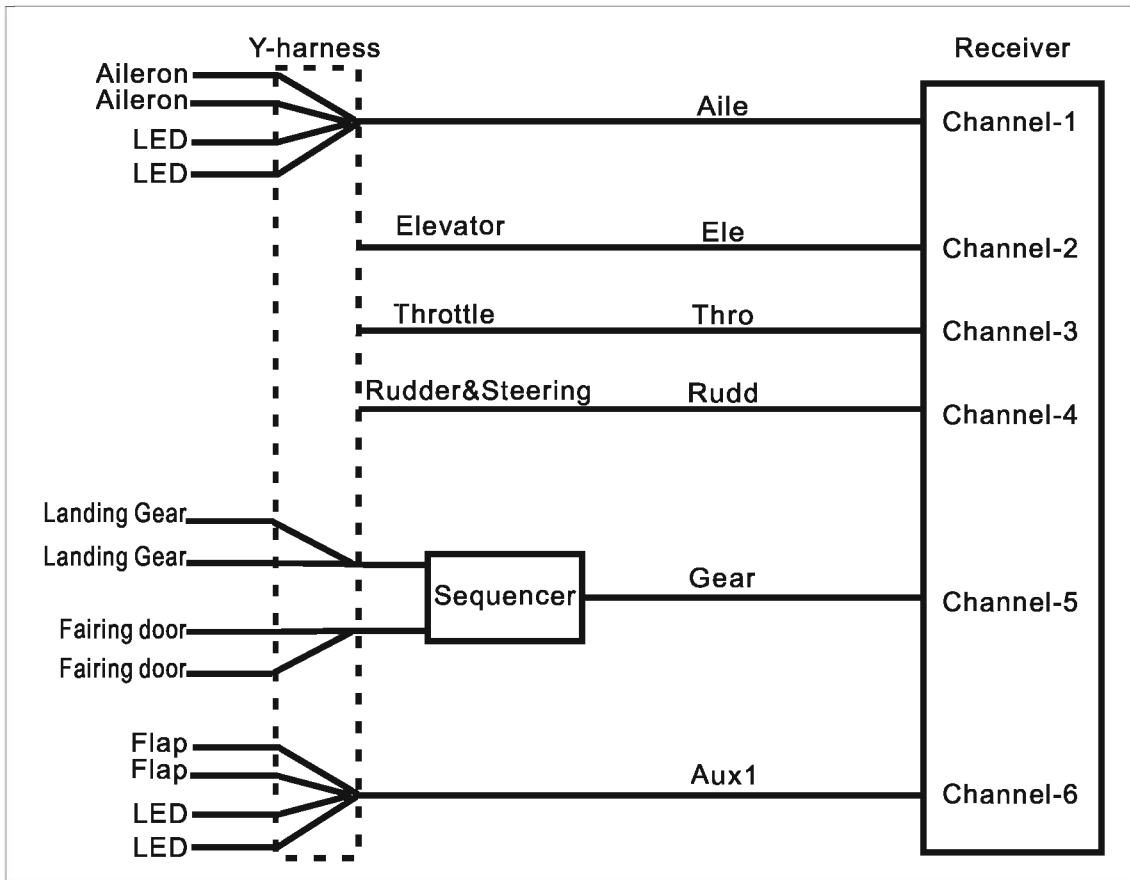 Y-harness
Receiver
Aileron
Aileron
LED
LED
Aile
Channel-1
Elevator
Ele
Channel-2
Throttle
Thro
Channel-3
Rudder&Steering
Rudd
Channel-4
Landing Gear
Landing Gear
Fairing door
Fairing door
Sequencer
Gear
Channel-5
Flap
Flap
LED
LED
Aux1
Channel-6